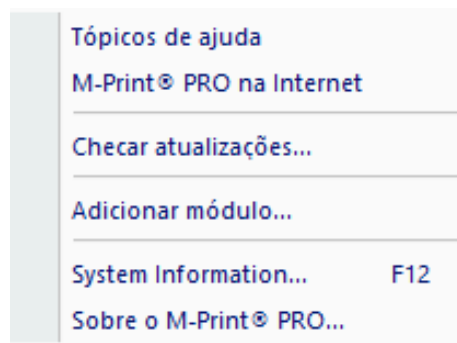 Tópicos de ajuda
M-Print® PRO na Internet
Checar atualizações...
Adicionar módulo...
System Information... F12
Sobre o M-Print® PRO...